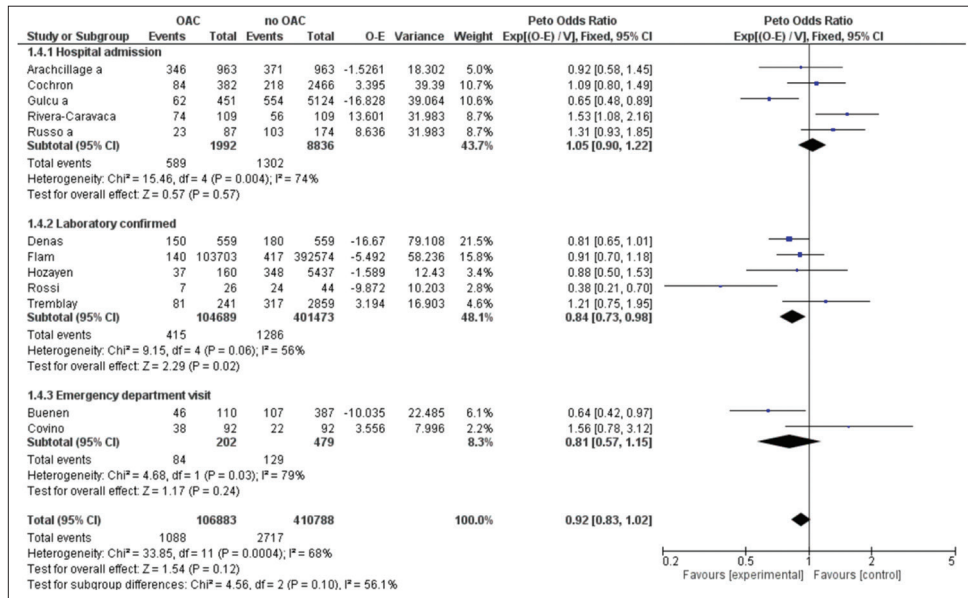 OAC no OAC Peto Odds Ratio Peto Odds Ratio
Study or Subgroup Events Total Events Total O-E Variance Weight Exp[(O-E) / V], Fixed, 95% CI Exp[(O-E) / V], Fixed, 95% CI
1.4.1 Hospital admission
Arachcillage a 346 963 371 963 -1.5261 18.302 5.0% 0.92 [0.58, 1.45]
Cochron 84 382 218 2466 3.395 39.39 10.7% 1.09 [0.80, 1.49]
Gulcu a 62 451 554 5124 -16.828 39.064 10.6% 0.65 [0.48, 0.89]
Rivera-Caravaca 74 109 56 109 13.601 31.983 8.7% 1.53 [1.08, 2.16]
Russo a 23 87 103 174 8.636 31.983 8.7% 1.31 [0.93, 1.85]
Subtotal (95% CI) 1992 8836 43.7% 1.05 [0.90, 1.22]
Total events 589 1302
Heterogeneity: Chi² = 15.46, df = 4 (P = 0.004); I² = 74%
Test for overall effect: Z = 0.57 (P = 0.57)
1.4.2 Laboratory confirmed
Denas 150 559 180 559 -16.67 79.108 21.5% 0.81 [0.65, 1.01]
Flam 140 103703 417 392574 -5.492 58.236 15.8% 0.91 [0.70, 1.18]
Hozayen 37 160 348 5437 -1.589 12.43 3.4% 0.88 [0.50, 1.53]
Rossi 7 26 24 44 -9.872 10.203 2.8% 0.38 [0.21, 0.70]
Tremblay 81 241 317 2859 3.194 16.903 4.6% 1.21 [0.75, 1.95]
Subtotal (95% CI) 104689 401473 48.1% 0.84 [0.73, 0.98]
Total events 415 1286
Heterogeneity: Chi² = 9.15, df = 4 (P = 0.06); I² = 56%
Test for overall effect: Z = 2.29 (P = 0.02)
1.4.3 Emergency department visit
Buenen 46 110 107 387 -10.035 22.485 6.1% 0.64 [0.42, 0.97]
Covino 38 92 22 92 3.556 7.996 2.2% 1.56 [0.78, 3.12]
Subtotal (95% CI) 202 479 8.3% 0.81 [0.57, 1.15]
Total events 84 129
Heterogeneity: Chi² = 4.68, df = 1 (P = 0.03); I² = 79%
Test for overall effect: Z = 1.17 (P = 0.24)
Total (95% CI) 106883 410788 100.0% 0.92 [0.83, 1.02]
Total events 1088 2717
Heterogeneity: Chi² = 33.85, df = 11 (P = 0.0004); I² = 68%
Test for overall effect: Z = 1.54 (P = 0.12)
Test for subgroup differences: Chi² = 4.56, df = 2 (P = 0.10), I² = 56.1%
0.2 0.5 1 2 5
Favours [experimental] Favours [control]